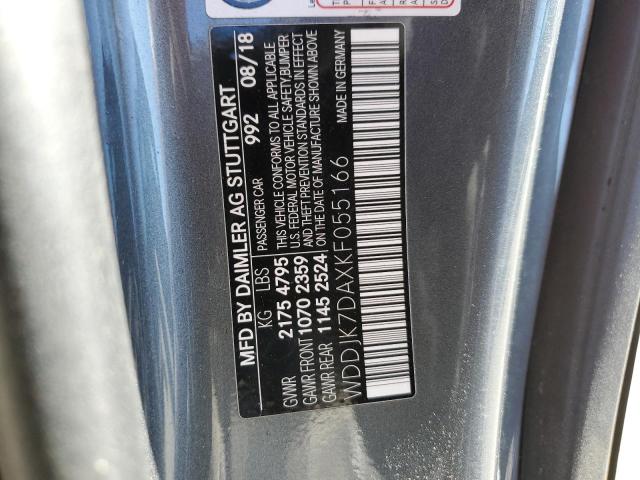 MFD BY DAIMLER AG STUTTGART
KG LBS PASSENGER CAR 992 08/18
GVWR 2175 4795
GAWR FRONT 1070 2359
GAWR REAR 1145 2524
THIS VEHICLE CONFORMS TO ALL APPLICABLE
U.S. FEDERAL MOTOR VEHICLE SAFETY,BUMPER
AND THEFT PREVENTION STANDARDS IN EFFECT
ON THE DATE OF MANUFACTURE SHOWN ABOVE
WDDJK7DAXKF055166 MADE IN GERMANY